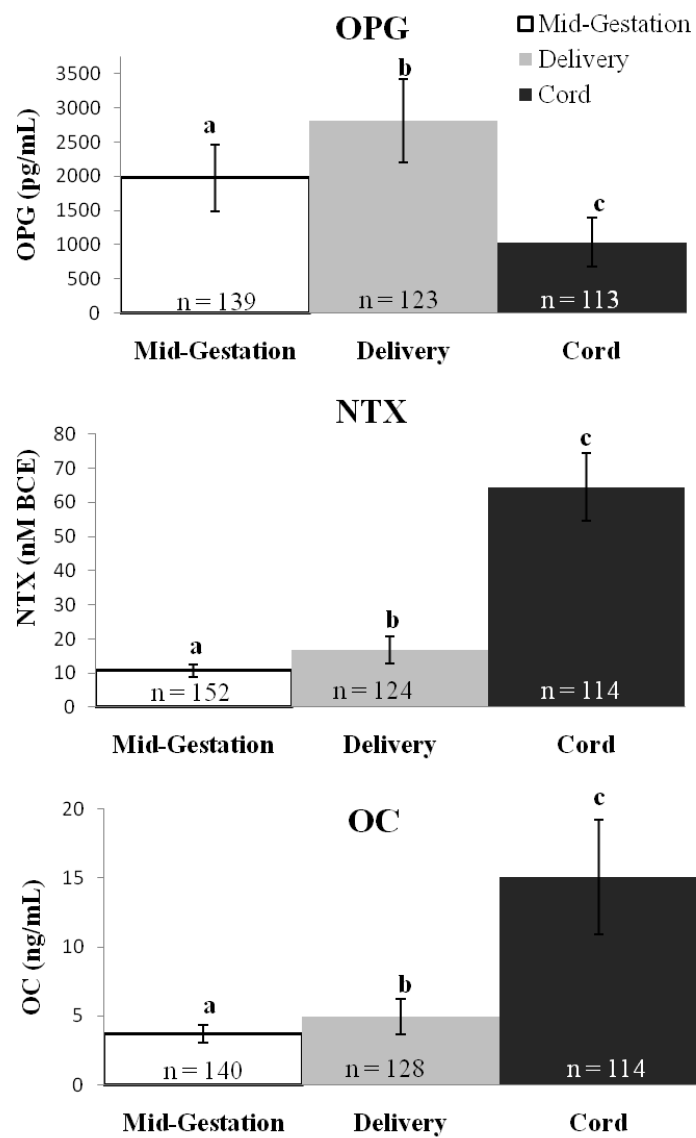 OPG
Mid-Gestation
Delivery
Cord
OPG (pg/mL)
3500
3000
2500
2000
1500
1000
500
0
a
b
c
n = 139
n = 123
n = 113
Mid-Gestation
Delivery
Cord
NTX
NTX (nM BCE)
80
70
60
50
40
30
20
10
0
a
b
c
n = 152
n = 124
n = 114
Mid-Gestation
Delivery
Cord
OC
OC (ng/mL)
20
15
10
5
0
a
b
c
n = 140
n = 128
n = 114
Mid-Gestation
Delivery
Cord